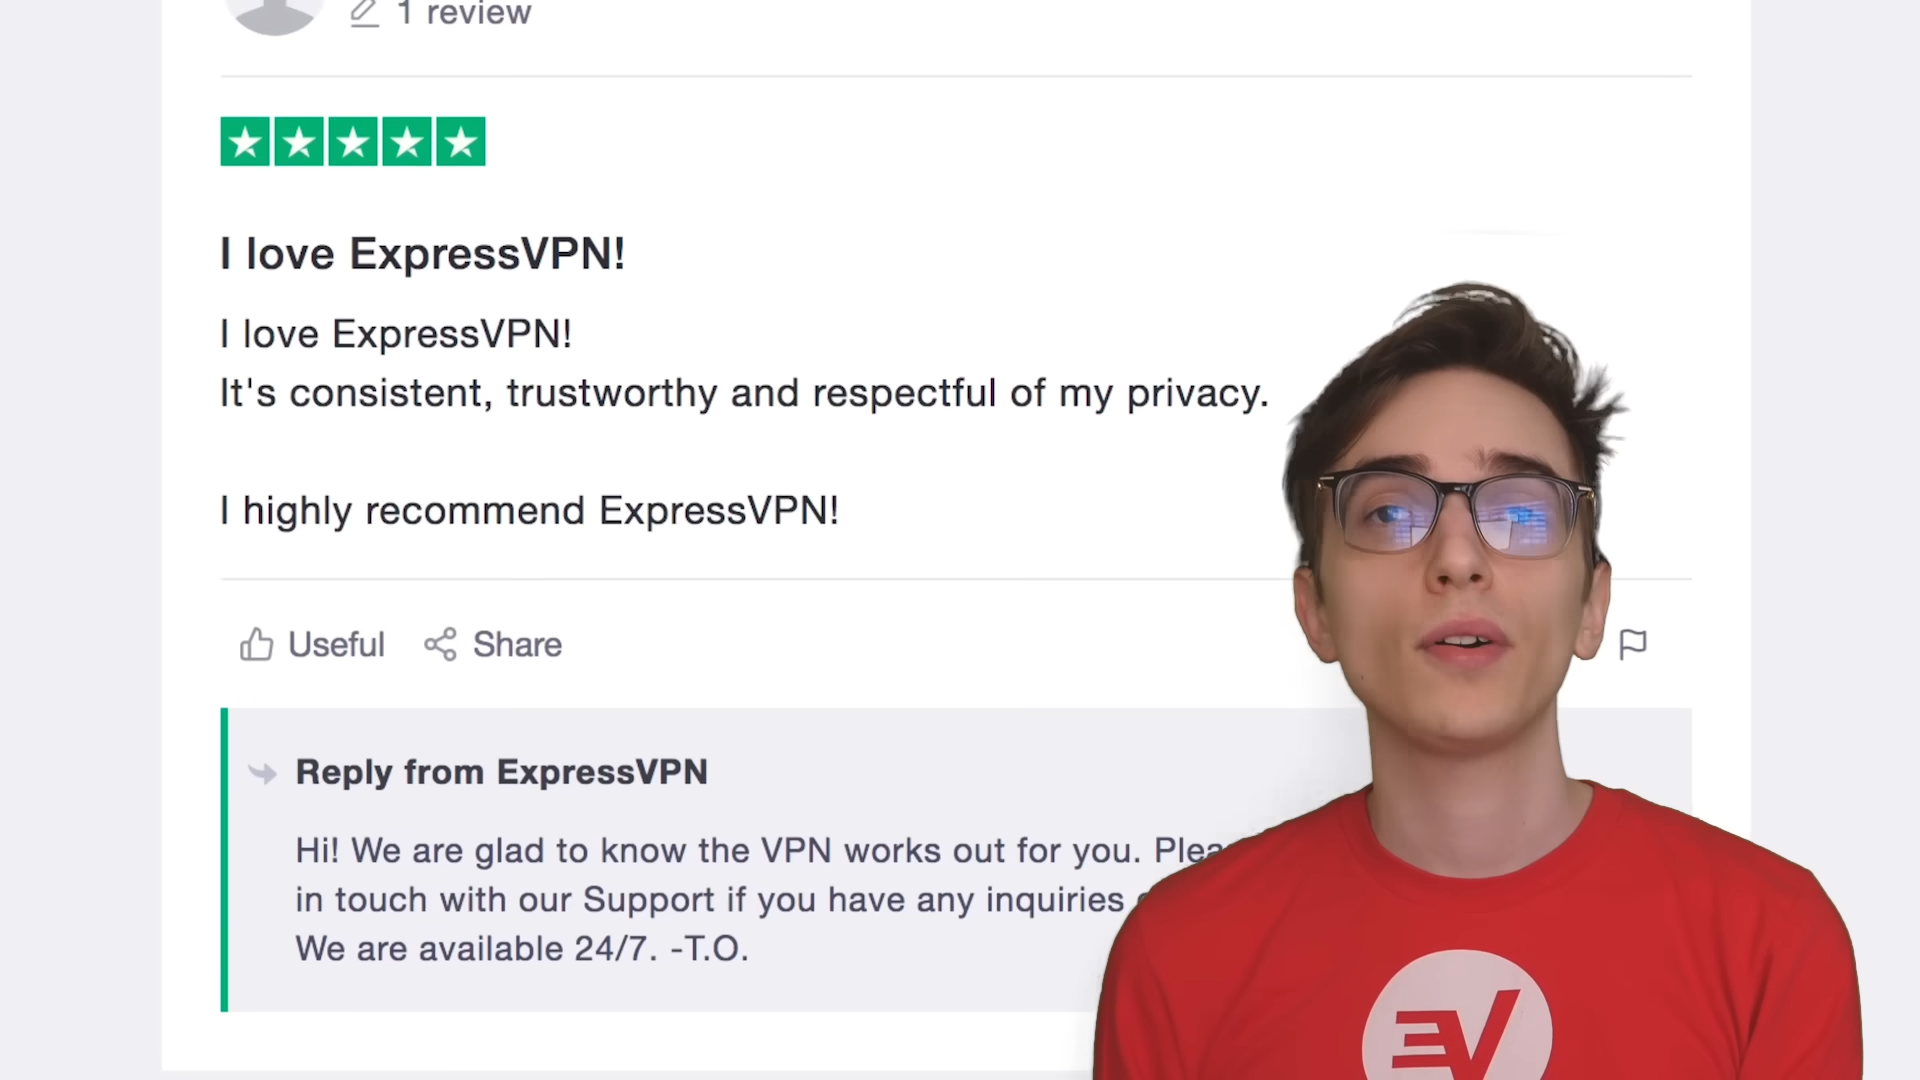 1 review
I love ExpressVPN!
I love ExpressVPN!
It's consistent, trustworthy and respectful of my privacy.
I highly recommend ExpressVPN!
Useful Share
Reply from ExpressVPN
Hi! We are glad to know the VPN works out for you.
in touch with our Support if you have any inquiries
We are available 24/7. -T.O.
EV